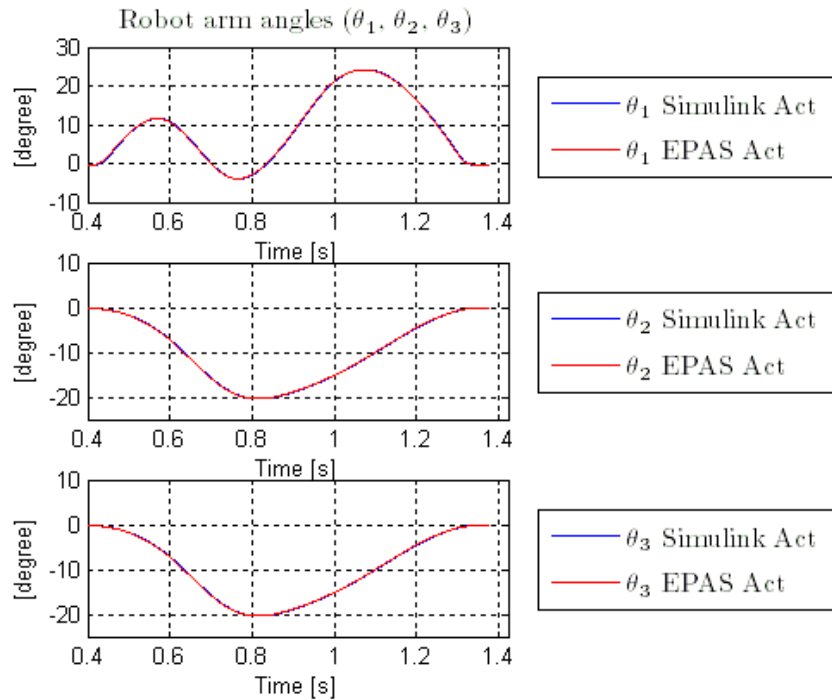 Robot arm angles (θ₁, θ₂, θ₃)
30
20
10
0
-10
[degree]
0.4 0.6 0.8 1 1.2 1.4
Time [s]
θ₁ Simulink Act
θ₁ EPAS Act
10
0
-10
-20
[degree]
0.4 0.6 0.8 1 1.2 1.4
Time [s]
θ₂ Simulink Act
θ₂ EPAS Act
10
0
-10
-20
[degree]
0.4 0.6 0.8 1 1.2 1.4
Time [s]
θ₃ Simulink Act
θ₃ EPAS Act